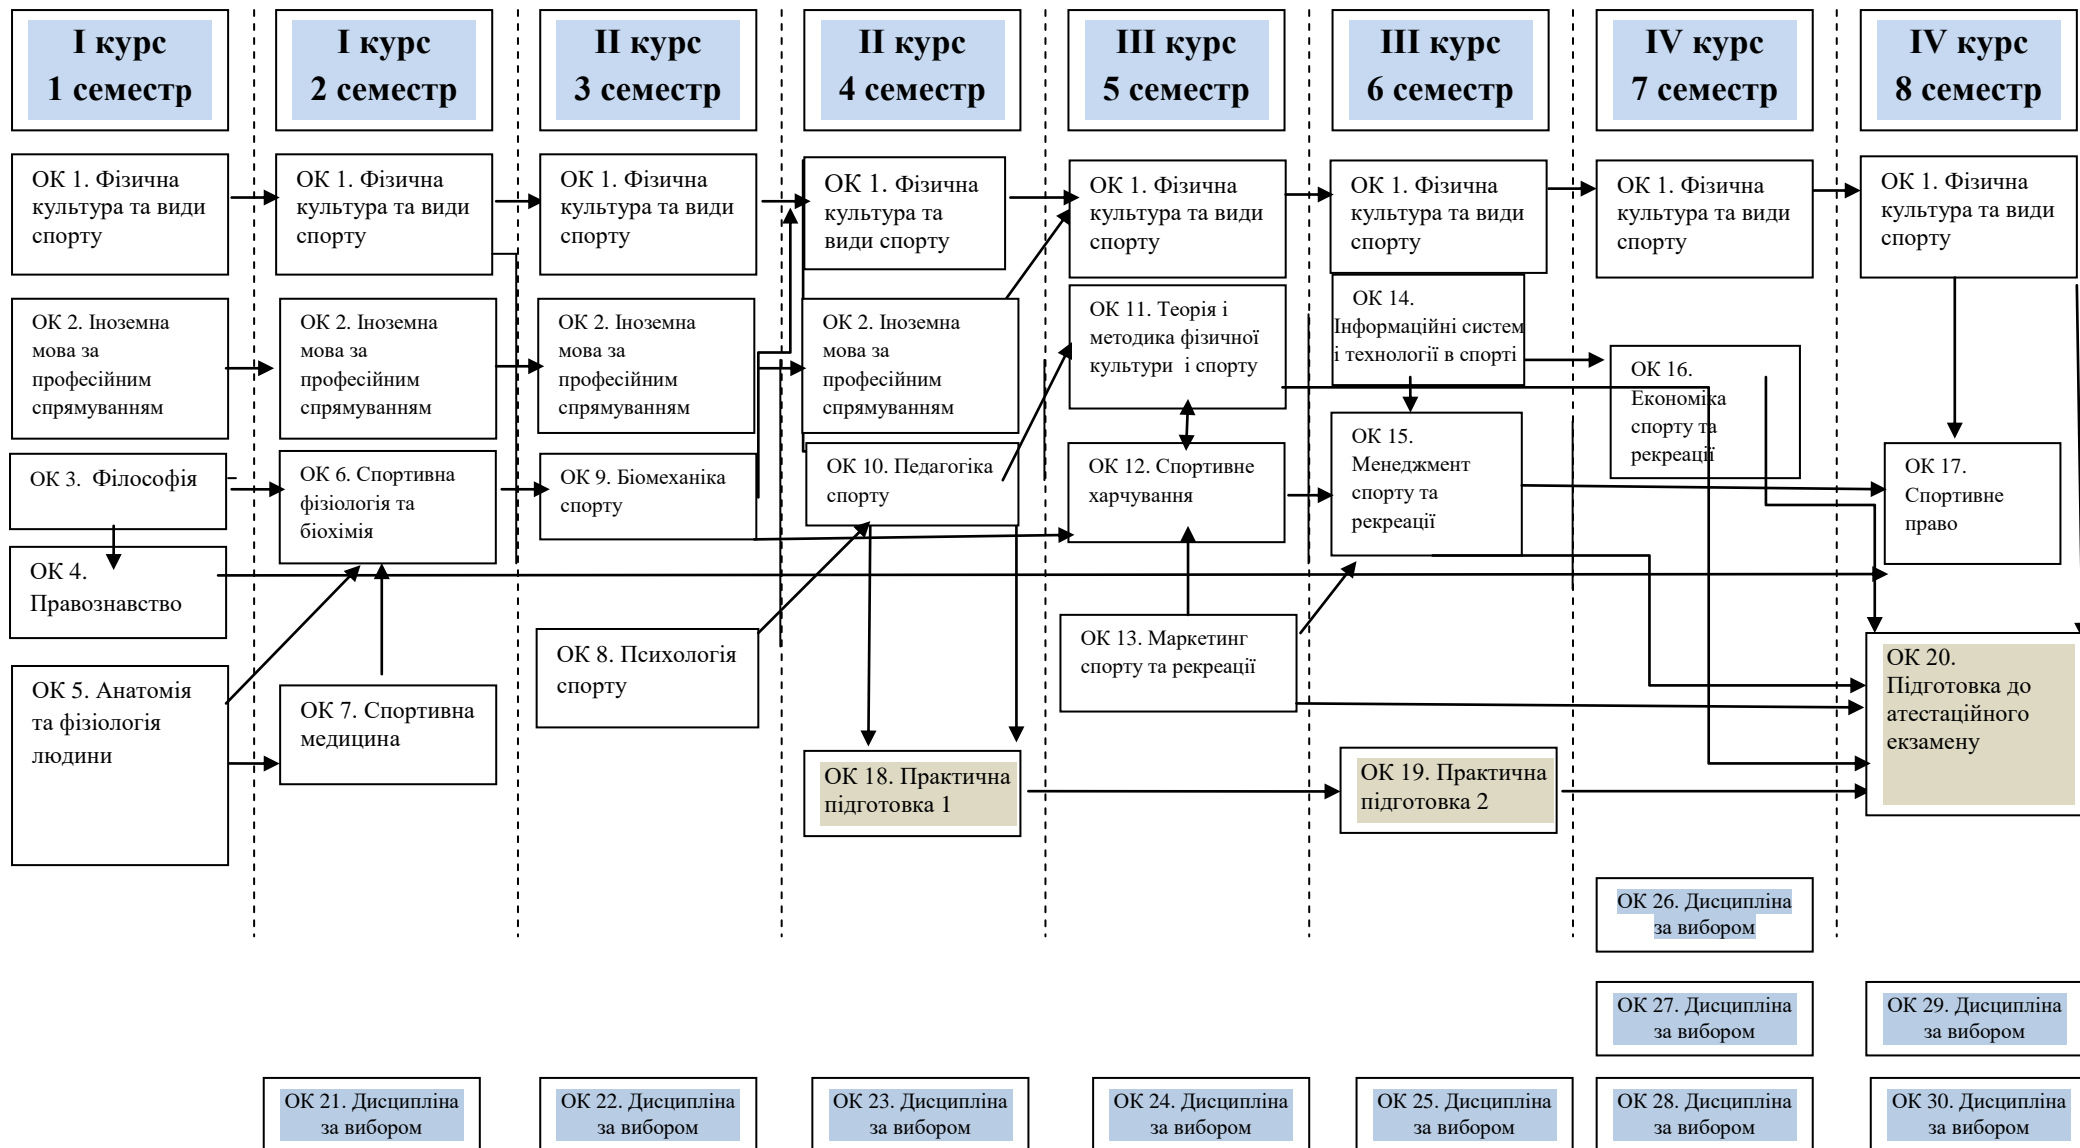 І курс
1 семестр
І курс
2 семестр
ІІ курс
3 семестр
ІІ курс
4 семестр
ІІІ курс
5 семестр
ІІІ курс
6 семестр
IV курс
7 семестр
IV курс
8 семестр
ОК 1. Фізична
культура та види
спорту
ОК 1. Фізична
культура та види
спорту
ОК 1. Фізична
культура та види
спорту
ОК 1. Фізична
культура та
види спорту
ОК 1. Фізична
культура та види
спорту
ОК 1. Фізична
культура та види
спорту
ОК 1. Фізична
культура та види
спорту
ОК 1. Фізична
культура та види
спорту
ОК 2. Іноземна
мова за
професійним
спрямуванням
ОК 2. Іноземна
мова за
професійним
спрямуванням
ОК 2. Іноземна
мова за
професійним
спрямуванням
ОК 2. Іноземна
мова за
професійним
спрямуванням
ОК 11. Теорія і
методика фізичної
культури і спорту
ОК 14.
Інформаційні систем
і технології в спорті
ОК 16.
Економіка
спорту та
рекреації
ОК 3. Філософія
ОК 6. Спортивна
фізіологія та
біохімія
ОК 9. Біомеханіка
спорту
ОК 10. Педагогіка
спорту
ОК 12. Спортивне
харчування
ОК 15.
Менеджмент
спорту та
рекреації
ОК 17.
Спортивне
право
ОК 4.
Правознавство
ОК 5. Анатомія
та фізіологія
людини
ОК 7. Спортивна
медицина
ОК 8. Психологія
спорту
ОК 13. Маркетинг
спорту та рекреації
ОК 18. Практична
підготовка 1
ОК 19. Практична
підготовка 2
ОК 20.
Підготовка до
атестаційного
екзамену
ОК 26. Дисципліна
за вибором
ОК 27. Дисципліна
за вибором
ОК 29. Дисципліна
за вибором
ОК 21. Дисципліна
за вибором
ОК 22. Дисципліна
за вибором
ОК 23. Дисципліна
за вибором
ОК 24. Дисципліна
за вибором
ОК 25. Дисципліна
за вибором
ОК 28. Дисципліна
за вибором
ОК 30. Дисципліна
за вибором